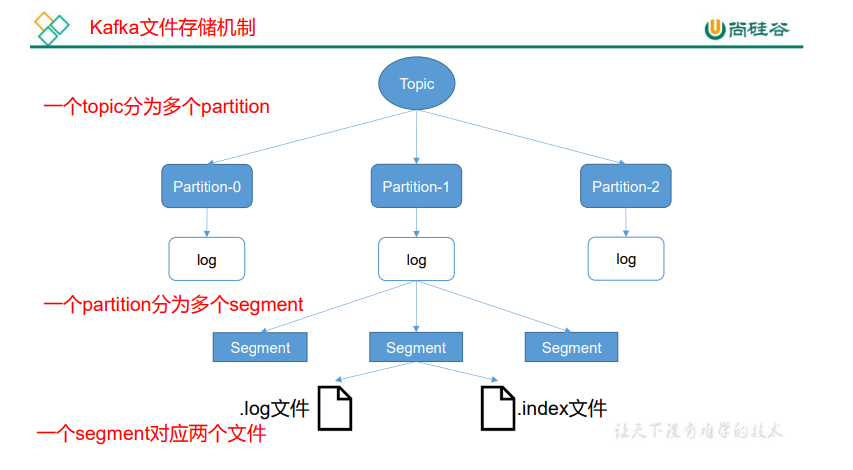 Kafka文件存储机制
尚硅谷
Topic
一个topic分为多个partition
Partition-0
Partition-1
Partition-2
log
log
log
一个partition分为多个segment
Segment
Segment
Segment
.log文件
.index文件
一个segment对应两个文件
让天下没有难学的技术